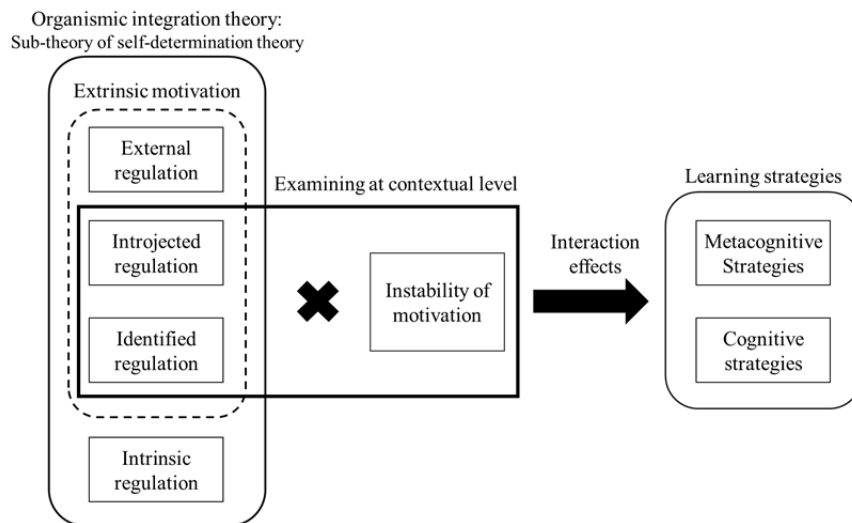 Organismic integration theory:
Sub-theory of self-determination theory
Extrinsic motivation
External
regulation
Examining at contextual level
Learning strategies
Introjected
regulation
Identified
regulation
Instability of
motivation
Interaction
effects
Metacognitive
Strategies
Cognitive
strategies
Intrinsic
regulation